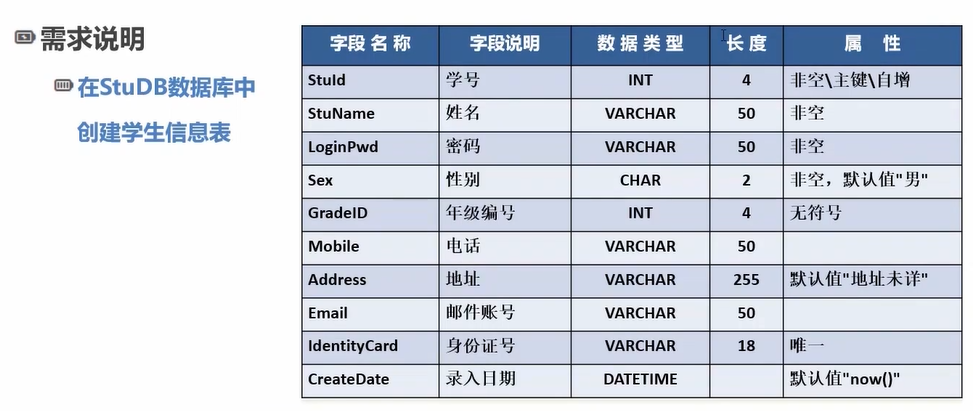 需求说明
在StuDB数据库中
创建学生信息表
字段名称 字段说明 数据类型 长度 属 性
StuId 学号 INT 4 非空\主键\自增
StuName 姓名 VARCHAR 50 非空
LoginPwd 密码 VARCHAR 50 非空
Sex 性别 CHAR 2 非空，默认值"男"
GradeID 年级编号 INT 4 无符号
Mobile 电话 VARCHAR 50
Address 地址 VARCHAR 255 默认值"地址未详"
Email 邮件账号 VARCHAR 50
IdentityCard 身份证号 VARCHAR 18 唯一
CreateDate 录入日期 DATETIME 默认值"now()"